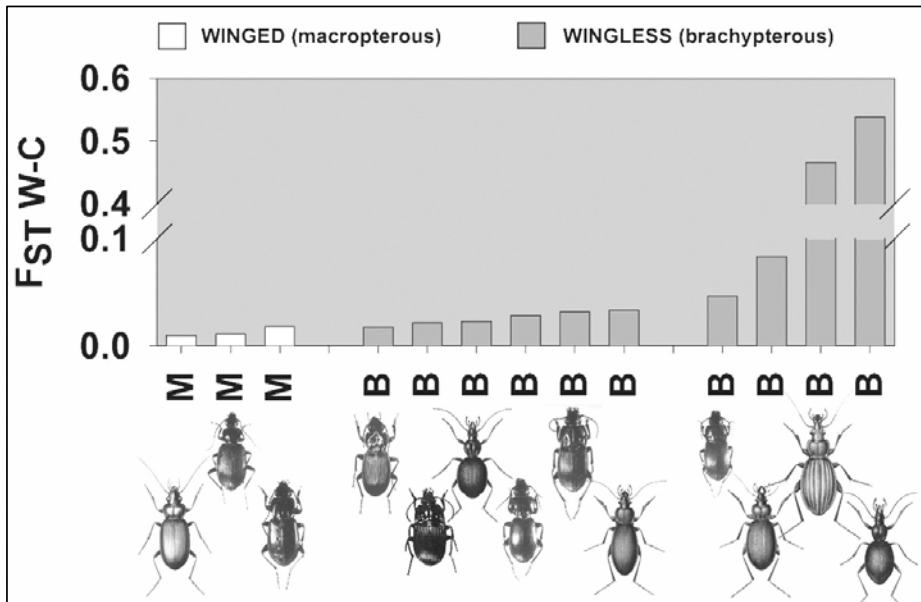 WINGED (macropterous)
WINGLESS (brachypterous)
FST W-C
0.6
0.5
0.4
0.1
0.0
M M M B B B B B B B B B B